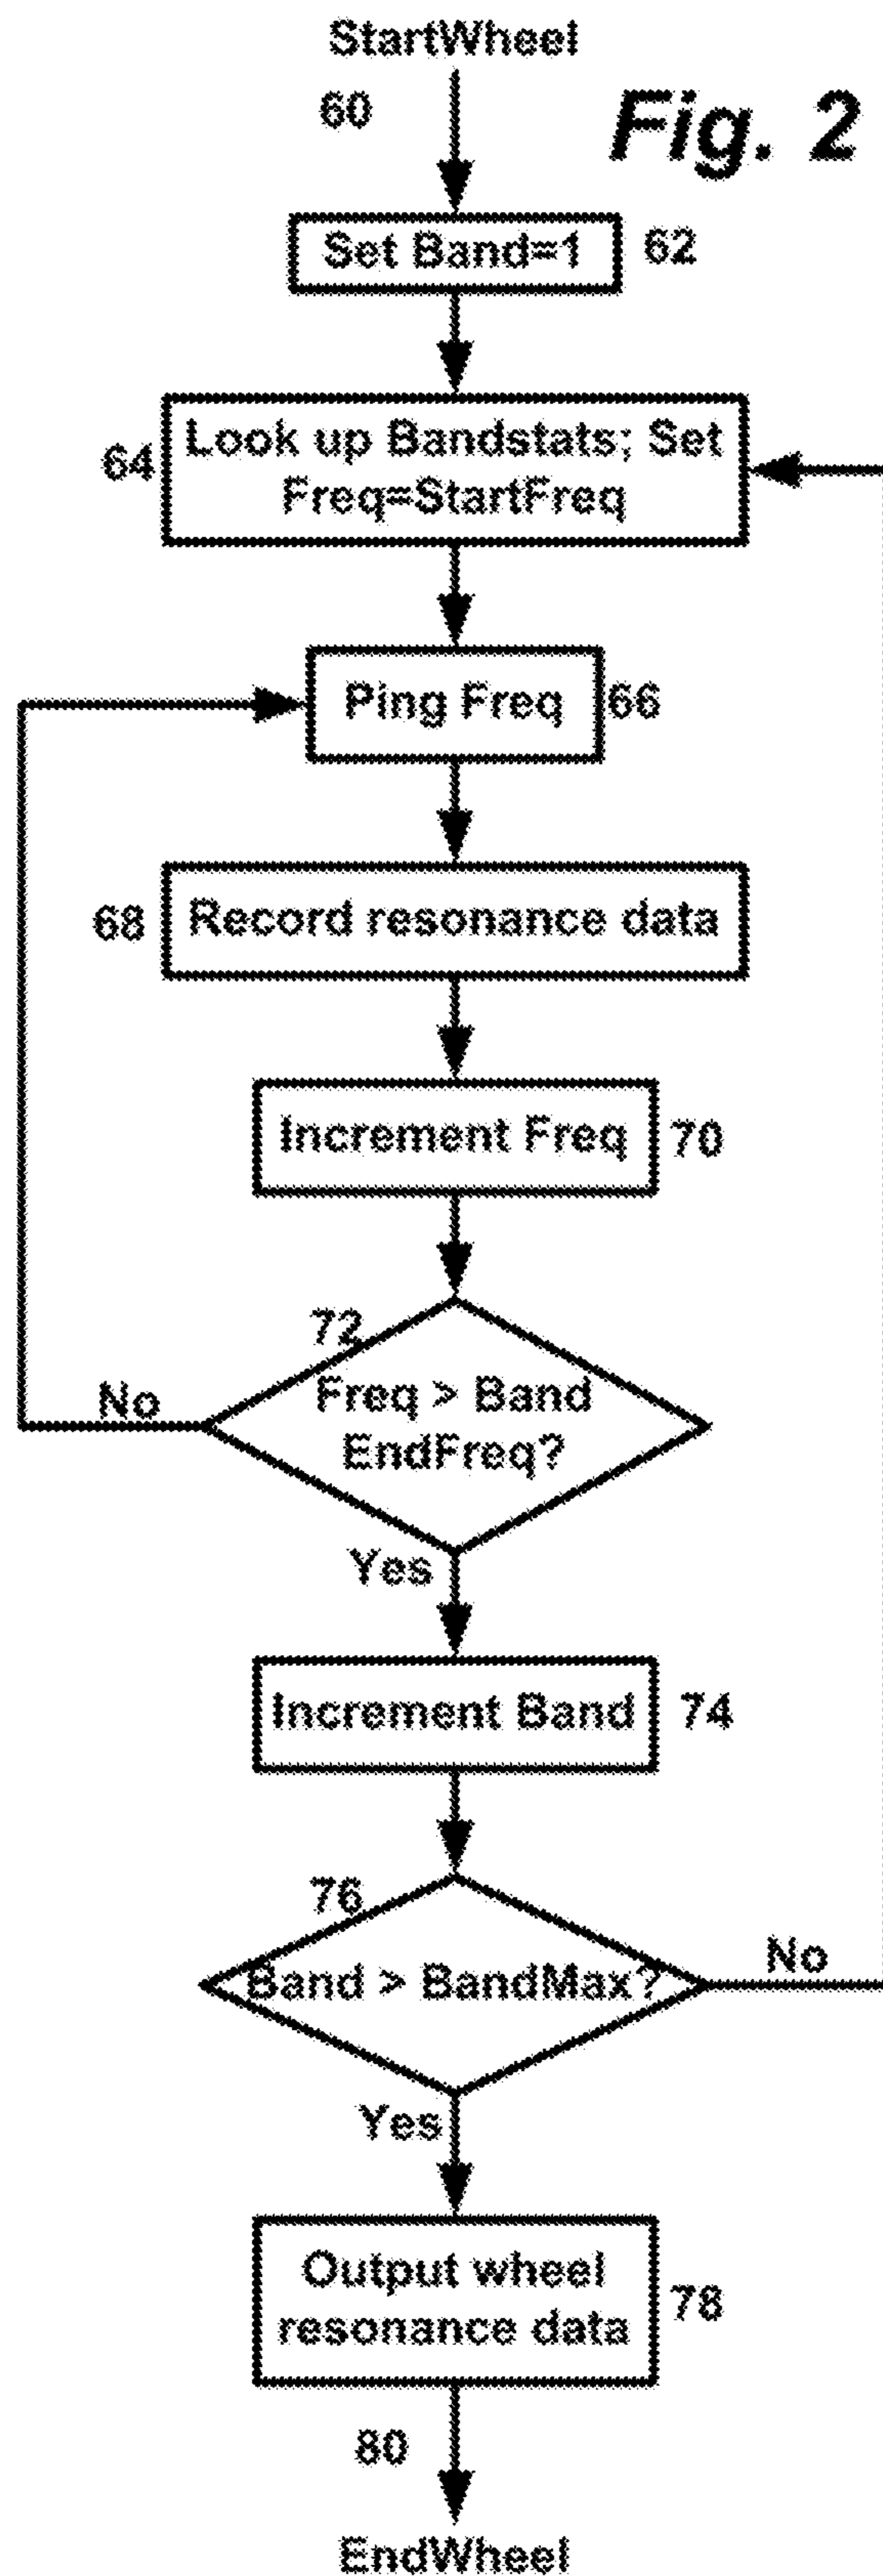 StartWheel
60
Fig. 2
Set Band=1
62
64
Look up Bandstats; Set
Freq=StartFreq
Ping Freq
66
68
Record resonance data
Increment Freq
70
72
Freq > Band
EndFreq?
No
Yes
Increment Band
74
76
Band > BandMax?
No
Yes
Output wheel
resonance data
78
80
EndWheel